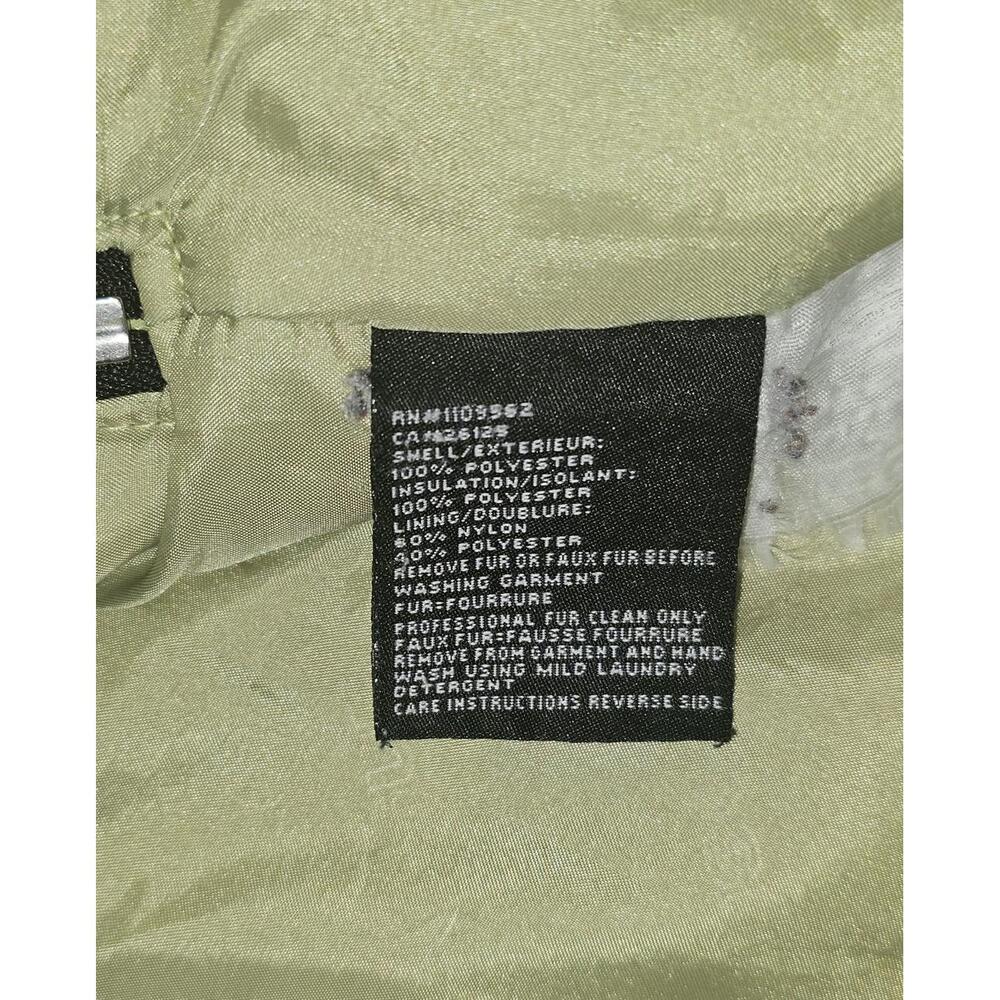 RN#1109962
CA#26129
SHELL/EXTERIEUR:
100% POLYESTER
INSULATION/ISOLANT:
100% POLYESTER
LINING/DOUBLURE:
60% NYLON
40% POLYESTER
REMOVE FUR OR FAUX FUR BEFORE
WASHING GARMENT
FUR=FOURRURE
PROFESSIONAL FUR CLEAN ONLY
FAUX FUR=FAUSSE FOURRURE
REMOVE FROM GARMENT AND HAND
WASH USING MILD LAUNDRY
DETERGENT
CARE INSTRUCTIONS REVERSE SIDE